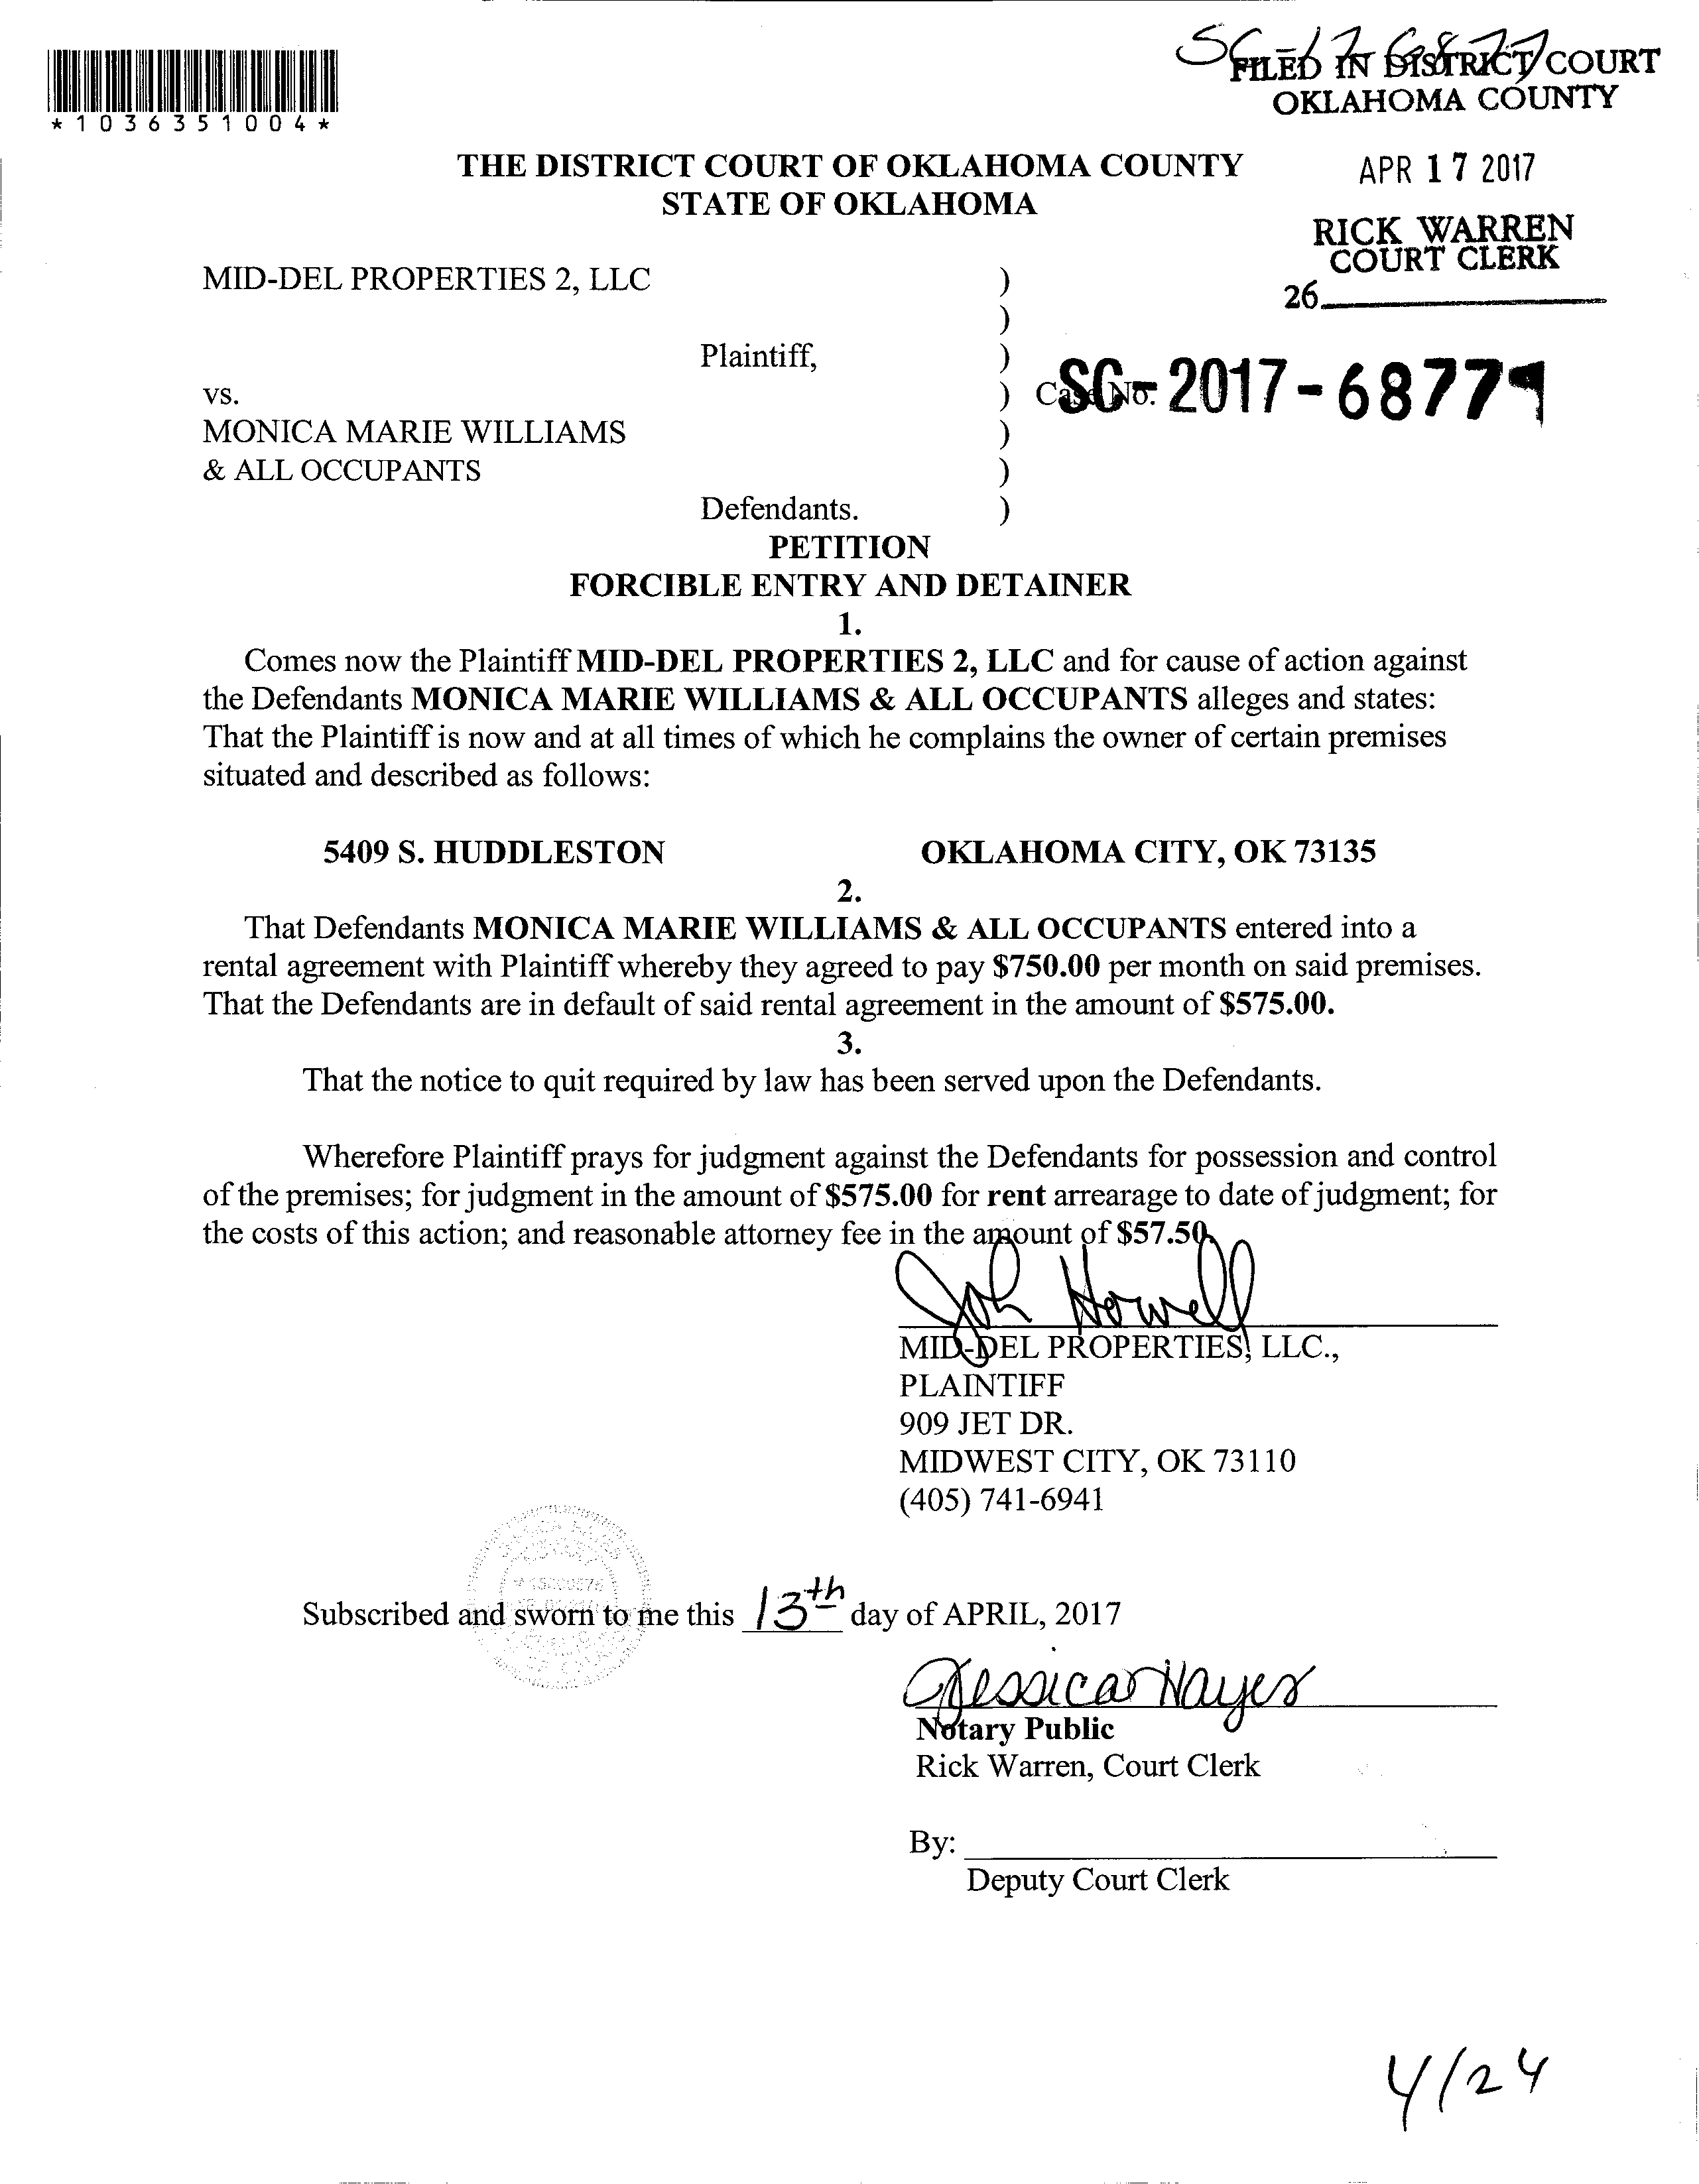 SC-17-6877
FILED IN DISTRICT COURT
OKLAHOMA COUNTY
*1036351004*
THE DISTRICT COURT OF OKLAHOMA COUNTY
STATE OF OKLAHOMA
APR 17 2017
RICK WARREN
COURT CLERK
26
MID-DEL PROPERTIES 2, LLC )
)
Plaintiff, )
vs. ) Case No. SC-2017-6877
MONICA MARIE WILLIAMS )
& ALL OCCUPANTS )
Defendants. )
PETITION
FORCIBLE ENTRY AND DETAINER
1.
Comes now the Plaintiff MID-DEL PROPERTIES 2, LLC and for cause of action against
the Defendants MONICA MARIE WILLIAMS & ALL OCCUPANTS alleges and states:
That the Plaintiff is now and at all times of which he complains the owner of certain premises
situated and described as follows:
5409 S. HUDDLESTON OKLAHOMA CITY, OK 73135
2.
That Defendants MONICA MARIE WILLIAMS & ALL OCCUPANTS entered into a
rental agreement with Plaintiff whereby they agreed to pay $750.00 per month on said premises.
That the Defendants are in default of said rental agreement in the amount of $575.00.
3.
That the notice to quit required by law has been served upon the Defendants.
Wherefore Plaintiff prays for judgment against the Defendants for possession and control
of the premises; for judgment in the amount of $575.00 for rent arrearage to date of judgment; for
the costs of this action; and reasonable attorney fee in the amount of $57.50.
Howell
MID-DEL PROPERTIES, LLC.,
PLAINTIFF
909 JET DR.
MIDWEST CITY, OK 73110
(405) 741-6941
Subscribed and sworn to me this 13th day of APRIL, 2017
Jessica Hayes
Notary Public
Rick Warren, Court Clerk
By:
Deputy Court Clerk
4/24